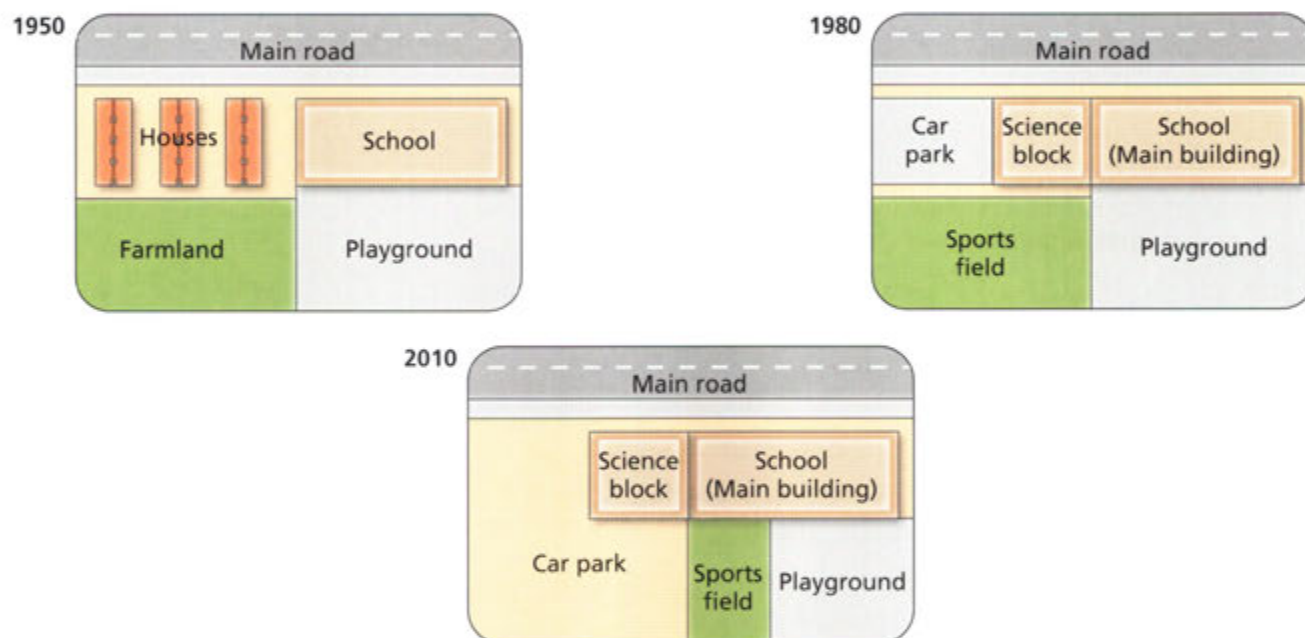 1950
Main road
Houses
School
Farmland
Playground
1980
Main road
Car
park
Science
block
School
(Main building)
Sports
field
Playground
2010
Main road
Science
block
School
(Main building)
Car park
Sports
field
Playground